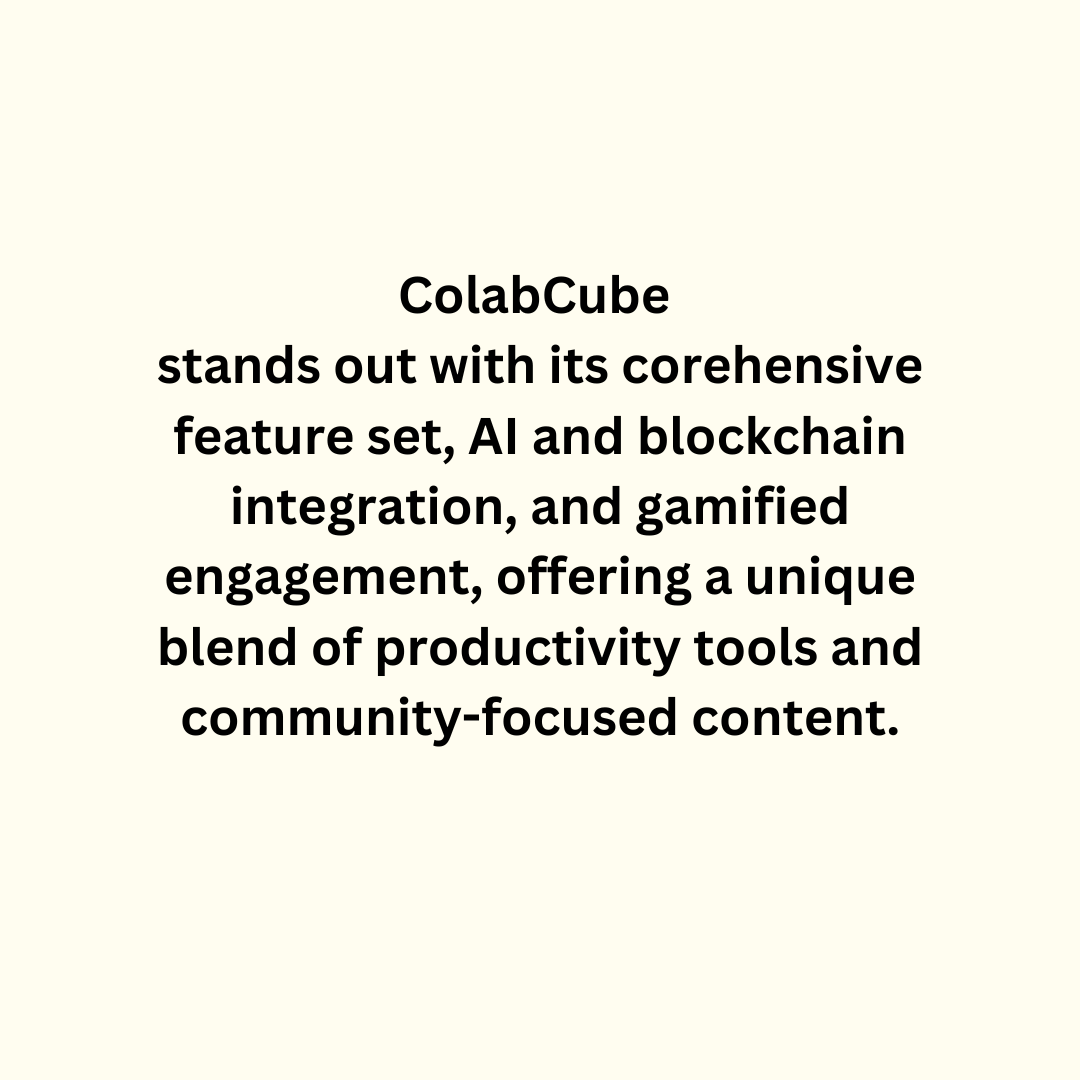 ColabCube
stands out with its corehensive
feature set, AI and blockchain
integration, and gamified
engagement, offering a unique
blend of productivity tools and
community-focused content.